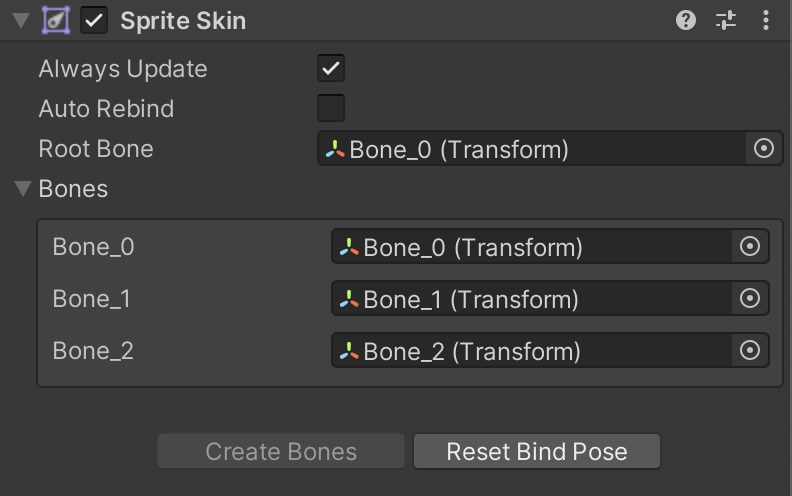 Sprite Skin
Always Update
Auto Rebind
Root Bone Bone_0 (Transform)
Bones
Bone_0 Bone_0 (Transform)
Bone_1 Bone_1 (Transform)
Bone_2 Bone_2 (Transform)
Create Bones Reset Bind Pose